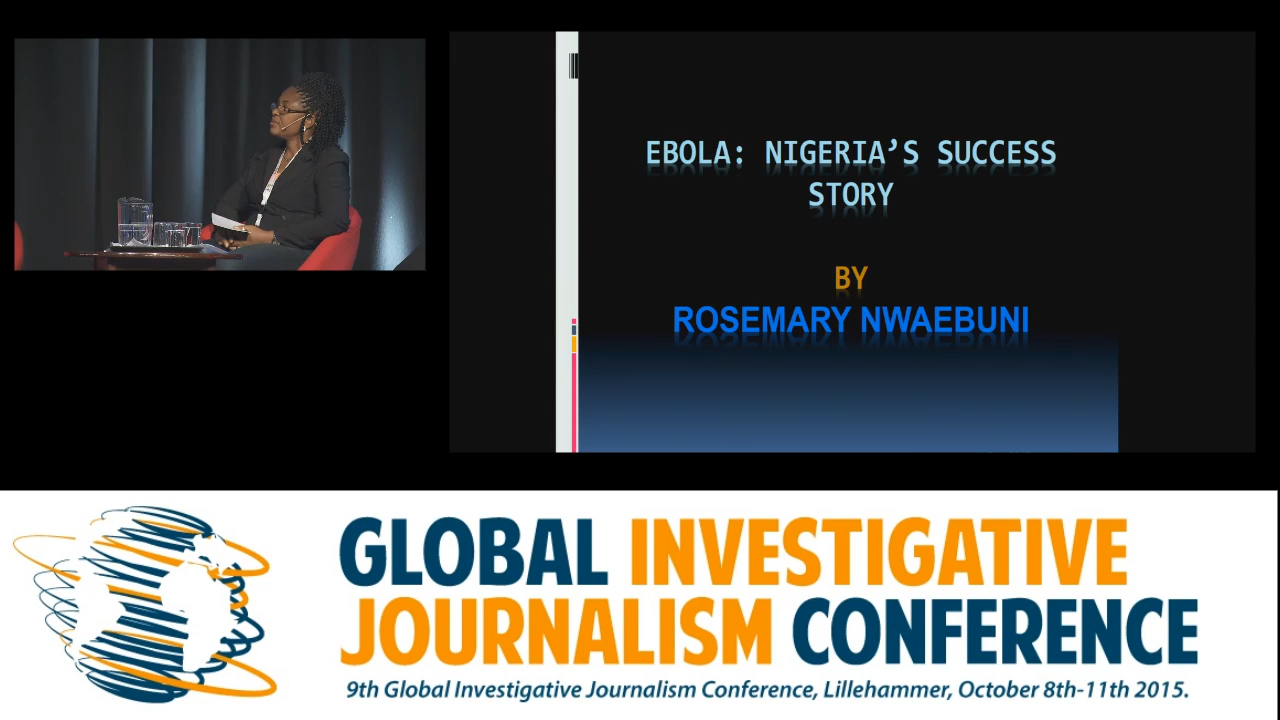 EBOLA: NIGERIA’S SUCCESS
STORY
BY
ROSEMARY NWAEBUNI
GLOBAL INVESTIGATIVE
JOURNALISM CONFERENCE
9th Global Investigative Journalism Conference, Lillehammer, October 8th-11th 2015.